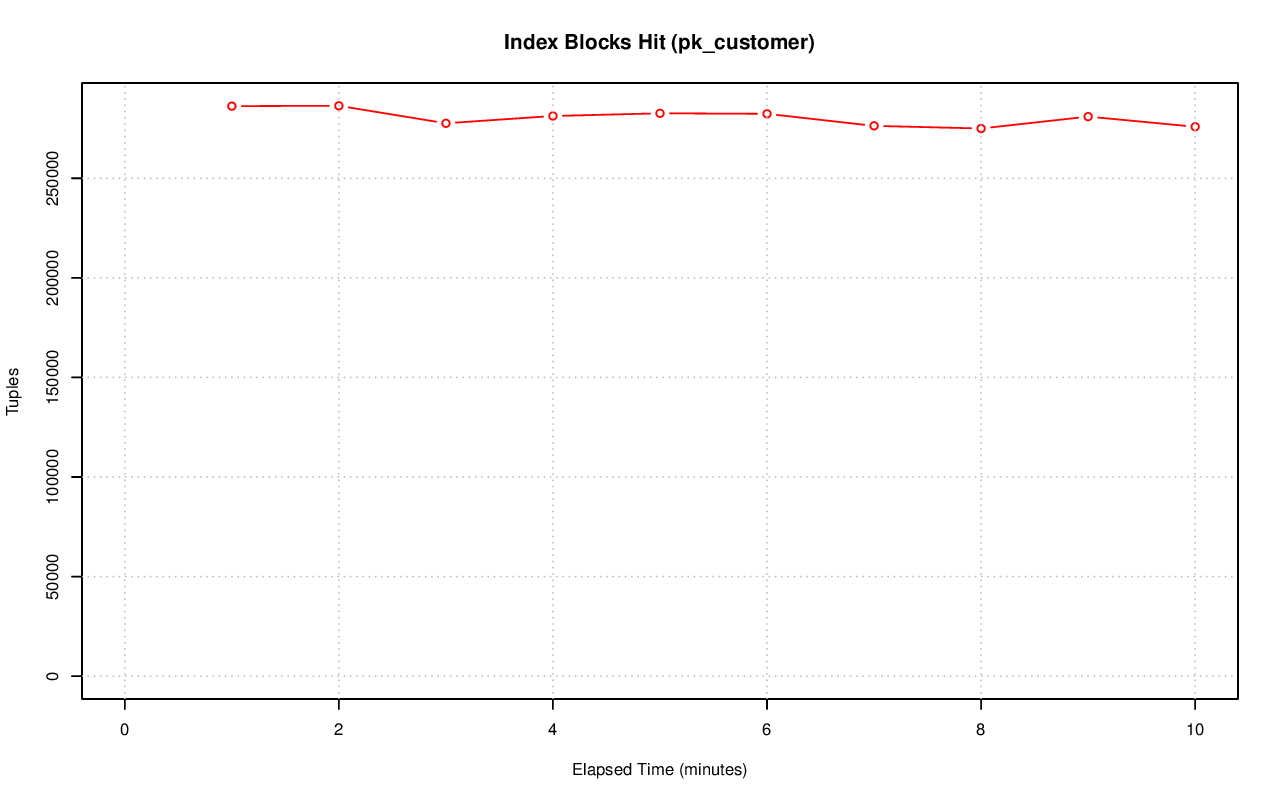 Index Blocks Hit (pk_customer)
Tuples
250000
200000
150000
100000
50000
0
0 2 4 6 8 10
Elapsed Time (minutes)